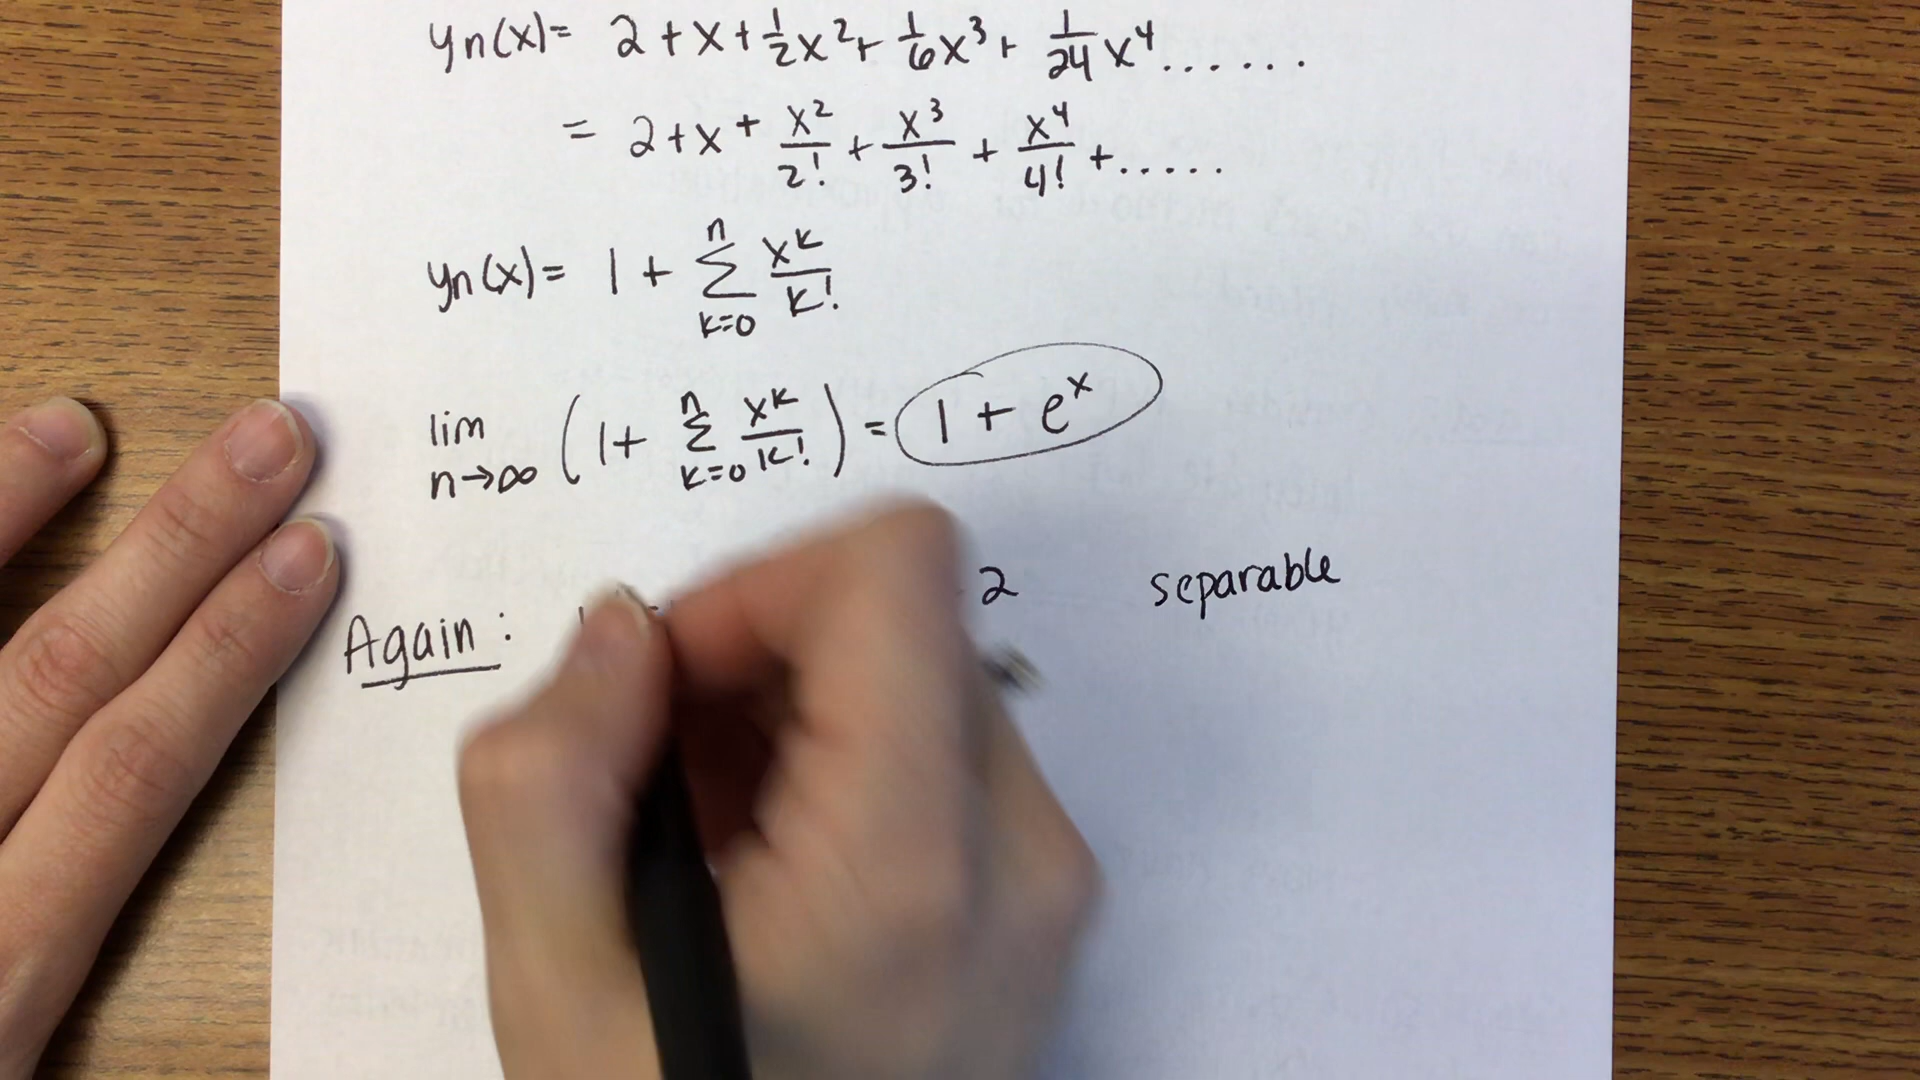 yn(x)= 2 + x + 1/2 x² + 1/6 x³ + 1/24 x⁴ ......
= 2 + x + x²/2! + x³/3! + x⁴/4! + .....
yn(x) = 1 + Σ_{k=0}^{n} x^k/k!
lim_{n→∞} (1 + Σ_{k=0}^{n} x^k/k!) = 1 + e^x
Again: 2 separable